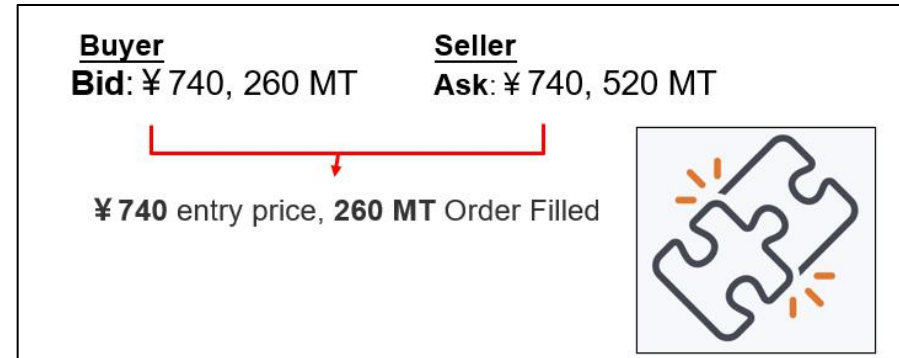 Buyer
Seller
Bid: ¥ 740, 260 MT
Ask: ¥ 740, 520 MT
¥ 740 entry price, 260 MT Order Filled